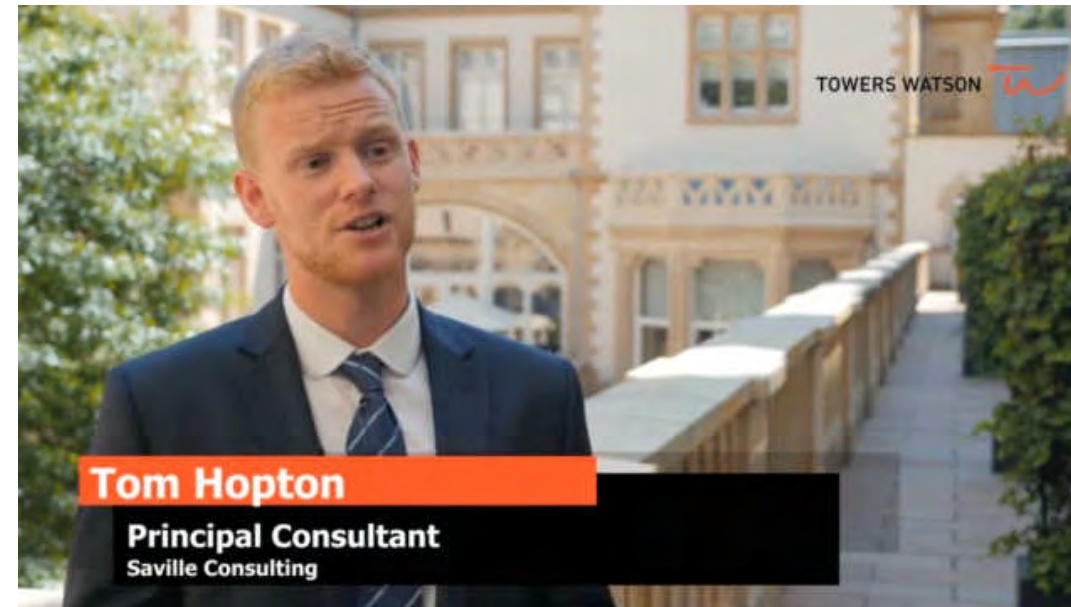 TOWERS WATSON
Tom Hopton
Principal Consultant
Saville Consulting